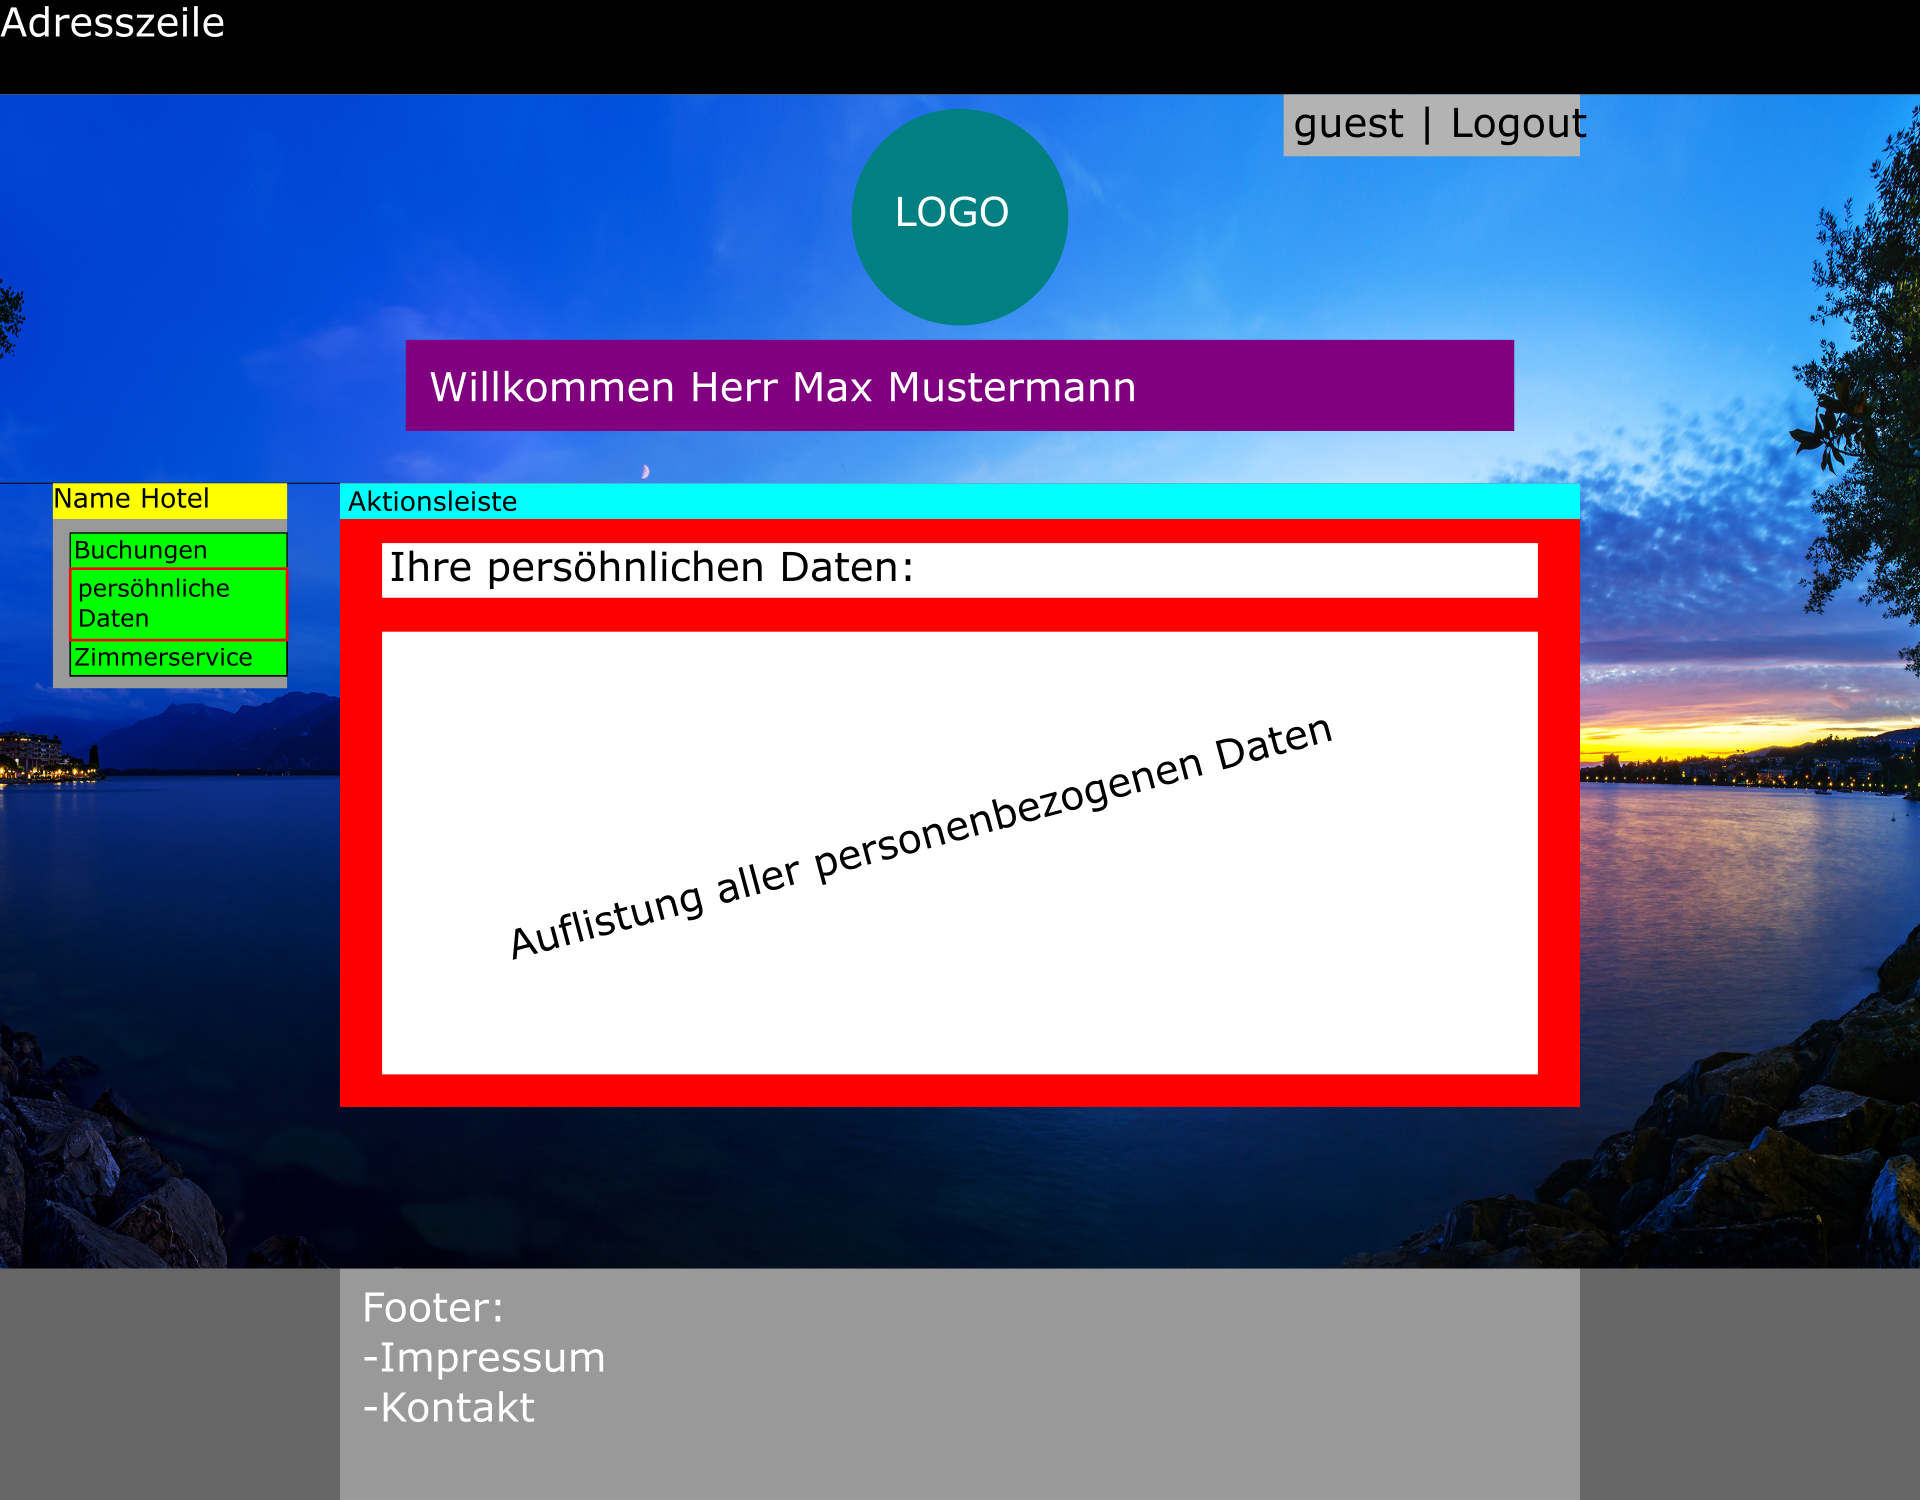 Adresszeile
guest | Logout
LOGO
Willkommen Herr Max Mustermann
Name Hotel
Buchungen
persöhnliche
Daten
Zimmerservice
Aktionsleiste
Ihre persöhnlichen Daten:
Auflistung aller personenbezogenen Daten
Footer:
-Impressum
-Kontakt